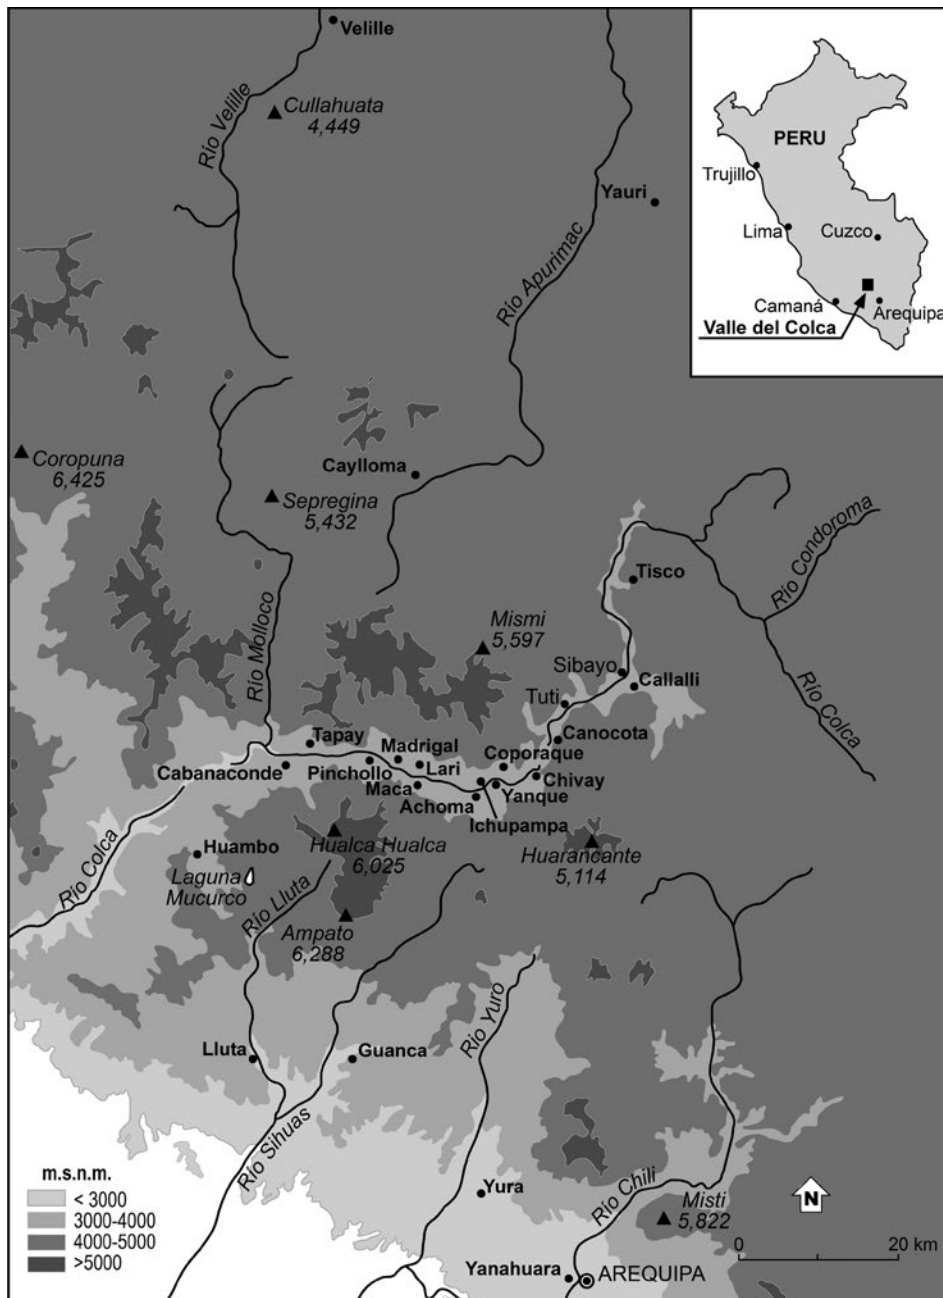 Velille
Río Velille
Cullahuata
4,449
Yauri
Río Apurimac
PERU
Trujillo
Lima
Cuzco
Camaná
Arequipa
Valle del Colca
Coropuna
6,425
Caylloma
Sepregina
5,432
Río Condoroma
Tisco
Mismi
5,597
Río Molloco
Sibayo
Callalli
Tuti
Río Colca
Canocota
Tapay
Madrigal
Coporaque
Cabanaconde
Pinchollo
Lari
Chivay
Maca
Yanque
Achoma
Ichupampa
Huambo
Hualca Hualca
6,025
Huarancante
5,114
Río Colca
Laguna
Mucurco
Río Lluta
Ampato
6,288
Río Yuro
Lluta
Guanca
Río Sihuas
m.s.n.m.
< 3000
3000-4000
4000-5000
>5000
Yura
Río Chili
Misti
5,822
N
0
20 km
Yanahuara
AREQUIPA